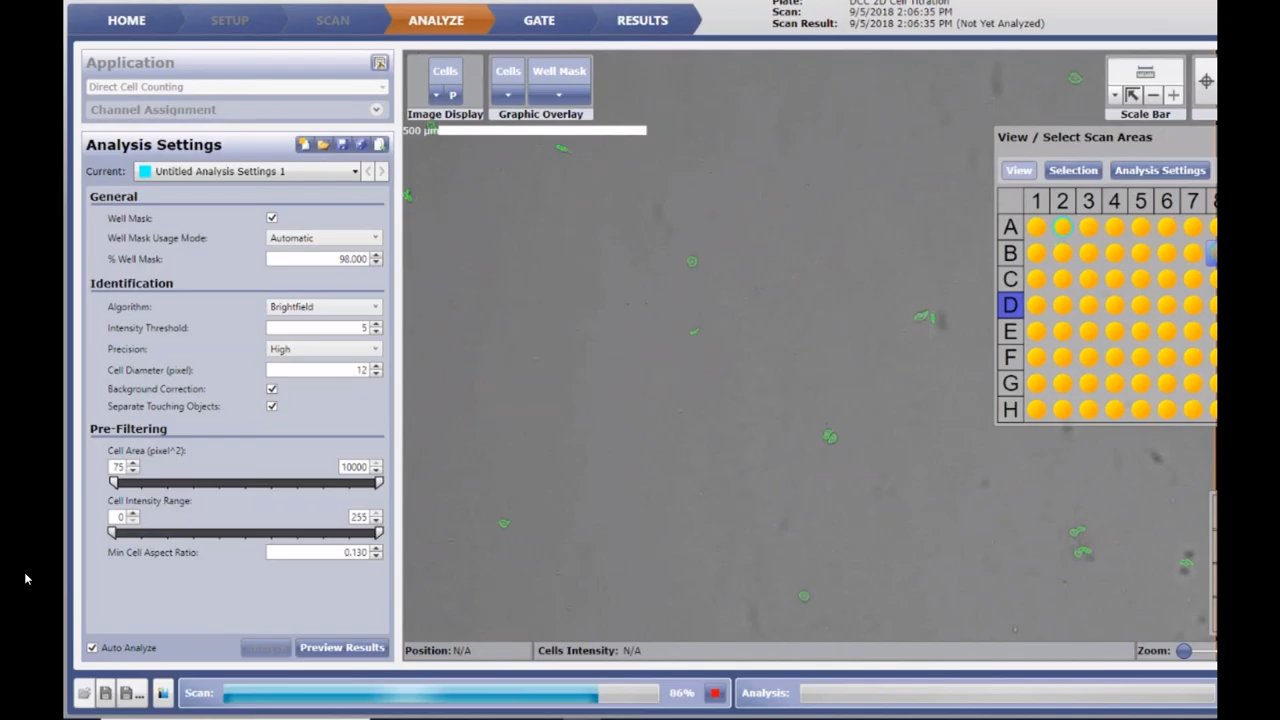 HOME SETUP SCAN ANALYZE GATE RESULTS
Plate: DCC 2D Cell Titration
Scan: 9/5/2018 2:06:35 PM
Scan Result: 9/5/2018 2:06:35 PM (Not Yet Analyzed)
Application
Direct Cell Counting
Channel Assignment
Analysis Settings
Current: Untitled Analysis Settings 1
General
Well Mask:
Well Mask Usage Mode: Automatic
% Well Mask: 98.000
Identification
Algorithm: Brightfield
Intensity Threshold: 5
Precision: High
Cell Diameter (pixel): 12
Background Correction:
Separate Touching Objects:
Pre-Filtering
Cell Area (pixel^2):
75 10000
Cell Intensity Range:
0 255
Min Cell Aspect Ratio: 0.130
Auto Analyze
Preview Results
Cells
P
Image Display
Cells Well Mask
Graphic Overlay
500 µm
Scale Bar
View / Select Scan Areas
View Selection Analysis Settings
1 2 3 4 5 6 7 8
A
B
C
D
E
F
G
H
Position: N/A
Cells Intensity: N/A
Zoom:
Scan: 86%
Analysis: